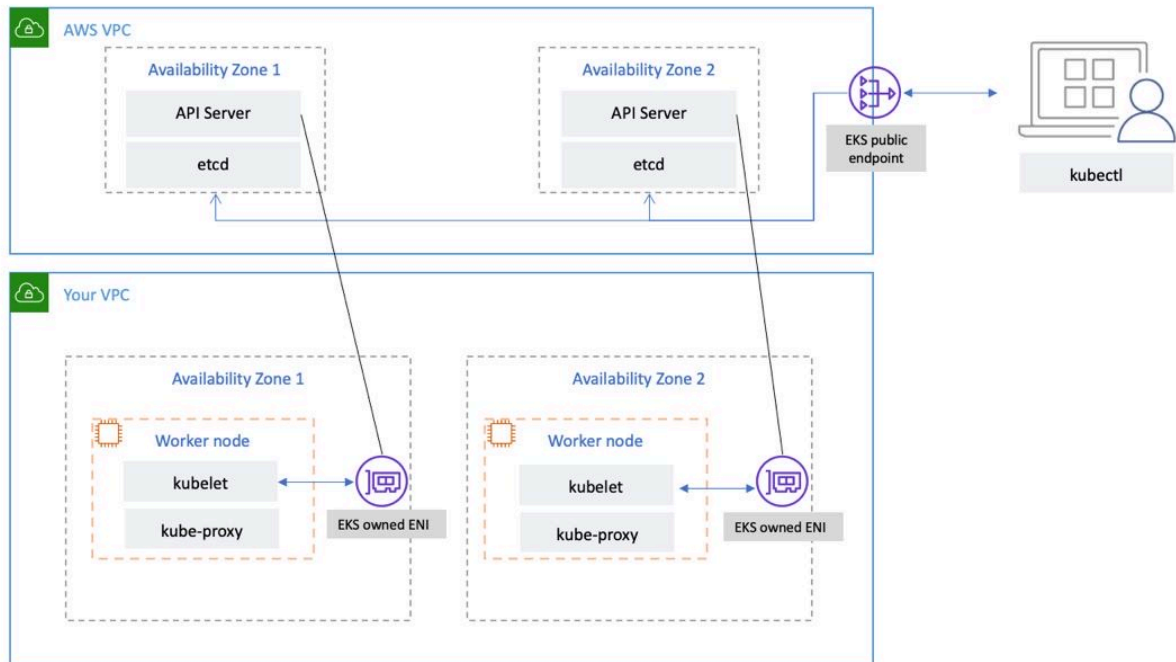 AWS VPC
Availability Zone 1
API Server
etcd
Availability Zone 2
API Server
etcd
EKS public
endpoint
kubectl
Your VPC
Availability Zone 1
Worker node
kubelet
kube-proxy
EKS owned ENI
Availability Zone 2
Worker node
kubelet
kube-proxy
EKS owned ENI